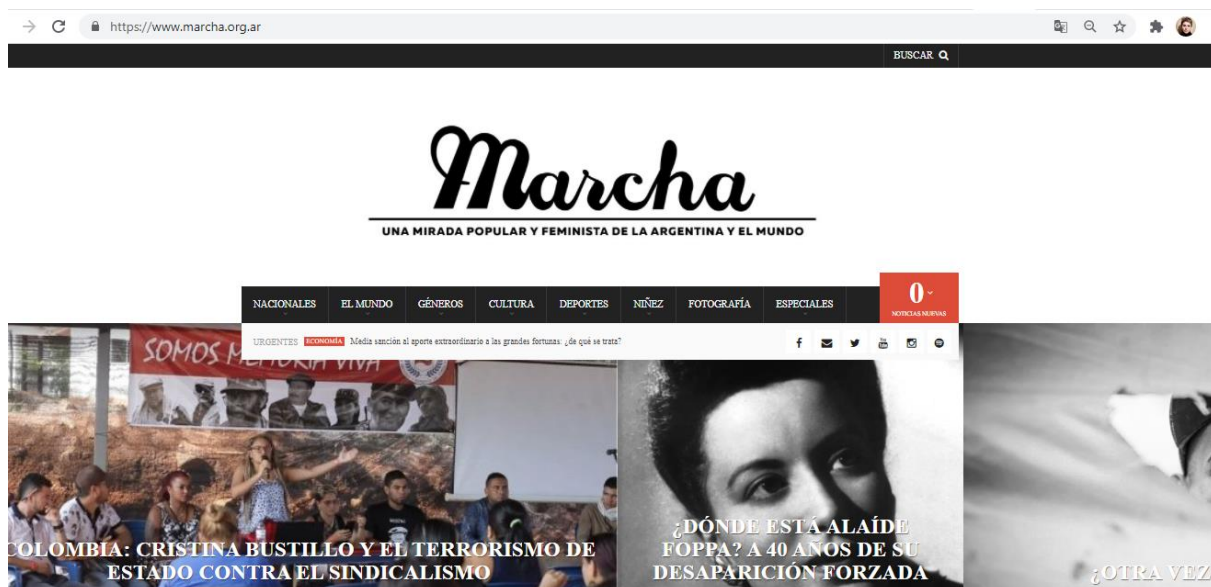 https://www.marcha.org.ar
BUSCAR
Marcha
UNA MIRADA POPULAR Y FEMINISTA DE LA ARGENTINA Y EL MUNDO
NACIONALES EL MUNDO GÉNEROS CULTURA DEPORTES NIÑEZ FOTOGRAFÍA ESPECIALES
0
NOTICIAS NUEVAS
URGENTES ECONOMÍA Media sanción al aporte extraordinario a las grandes fortunas: ¿de qué se trata?
SOMOS MEMORIA VIVA
COLOMBIA: CRISTINA BUSTILLO Y EL TERRORISMO DE
ESTADO CONTRA EL SINDICALISMO
¿DÓNDE ESTÁ ALAÍDE
FOPPA? A 40 AÑOS DE SU
DESAPARICIÓN FORZADA
¿OTRA VEZ